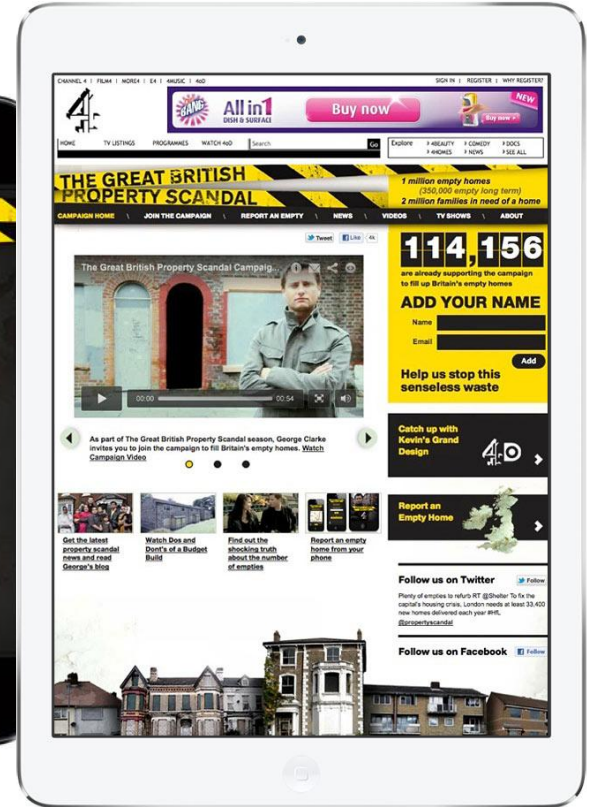 CHANNEL 4 | FILM4 | MORE4 | E4 | 4MUSIC | 4oD
SIGN IN | REGISTER | WHY REGISTER?
BANG
All in1
DISH & SURFACE
Buy now
NEW
Buy now >
HOME TV LISTINGS PROGRAMMES WATCH 4oD Search Go
Explore > 4BEAUTY > COMEDY > DOCS
> 4HOMES > NEWS > SEE ALL
THE GREAT BRITISH
PROPERTY SCANDAL
1 million empty homes
(350,000 empty long term)
2 million families in need of a home
CAMPAIGN HOME \ JOIN THE CAMPAIGN \ REPORT AN EMPTY \ NEWS \ VIDEOS \ TV SHOWS \ ABOUT
Tweet Like 4k
The Great British Property Scandal Campaig...
00:00 00:54
As part of The Great British Property Scandal season, George Clarke
invites you to join the campaign to fill Britain's empty homes. Watch
Campaign Video
114,156
are already supporting the campaign
to fill up Britain's empty homes
ADD YOUR NAME
Name
Email
Add
Help us stop this
senseless waste
Catch up with
Kevin's Grand
Design
4oD
Report an
Empty Home
Get the latest
property scandal
news and read
George's blog
Watch Dos and
Dont's of a Budget
Build
Find out the
shocking truth
about the number
of empties
Report an empty
home from your
phone
Follow us on Twitter Follow
Plenty of empties to refurb RT @Shelter To fix the
capital's housing crisis, London needs at least 33,400
new homes delivered each year #HfL
@propertyscandal
Follow us on Facebook Follow